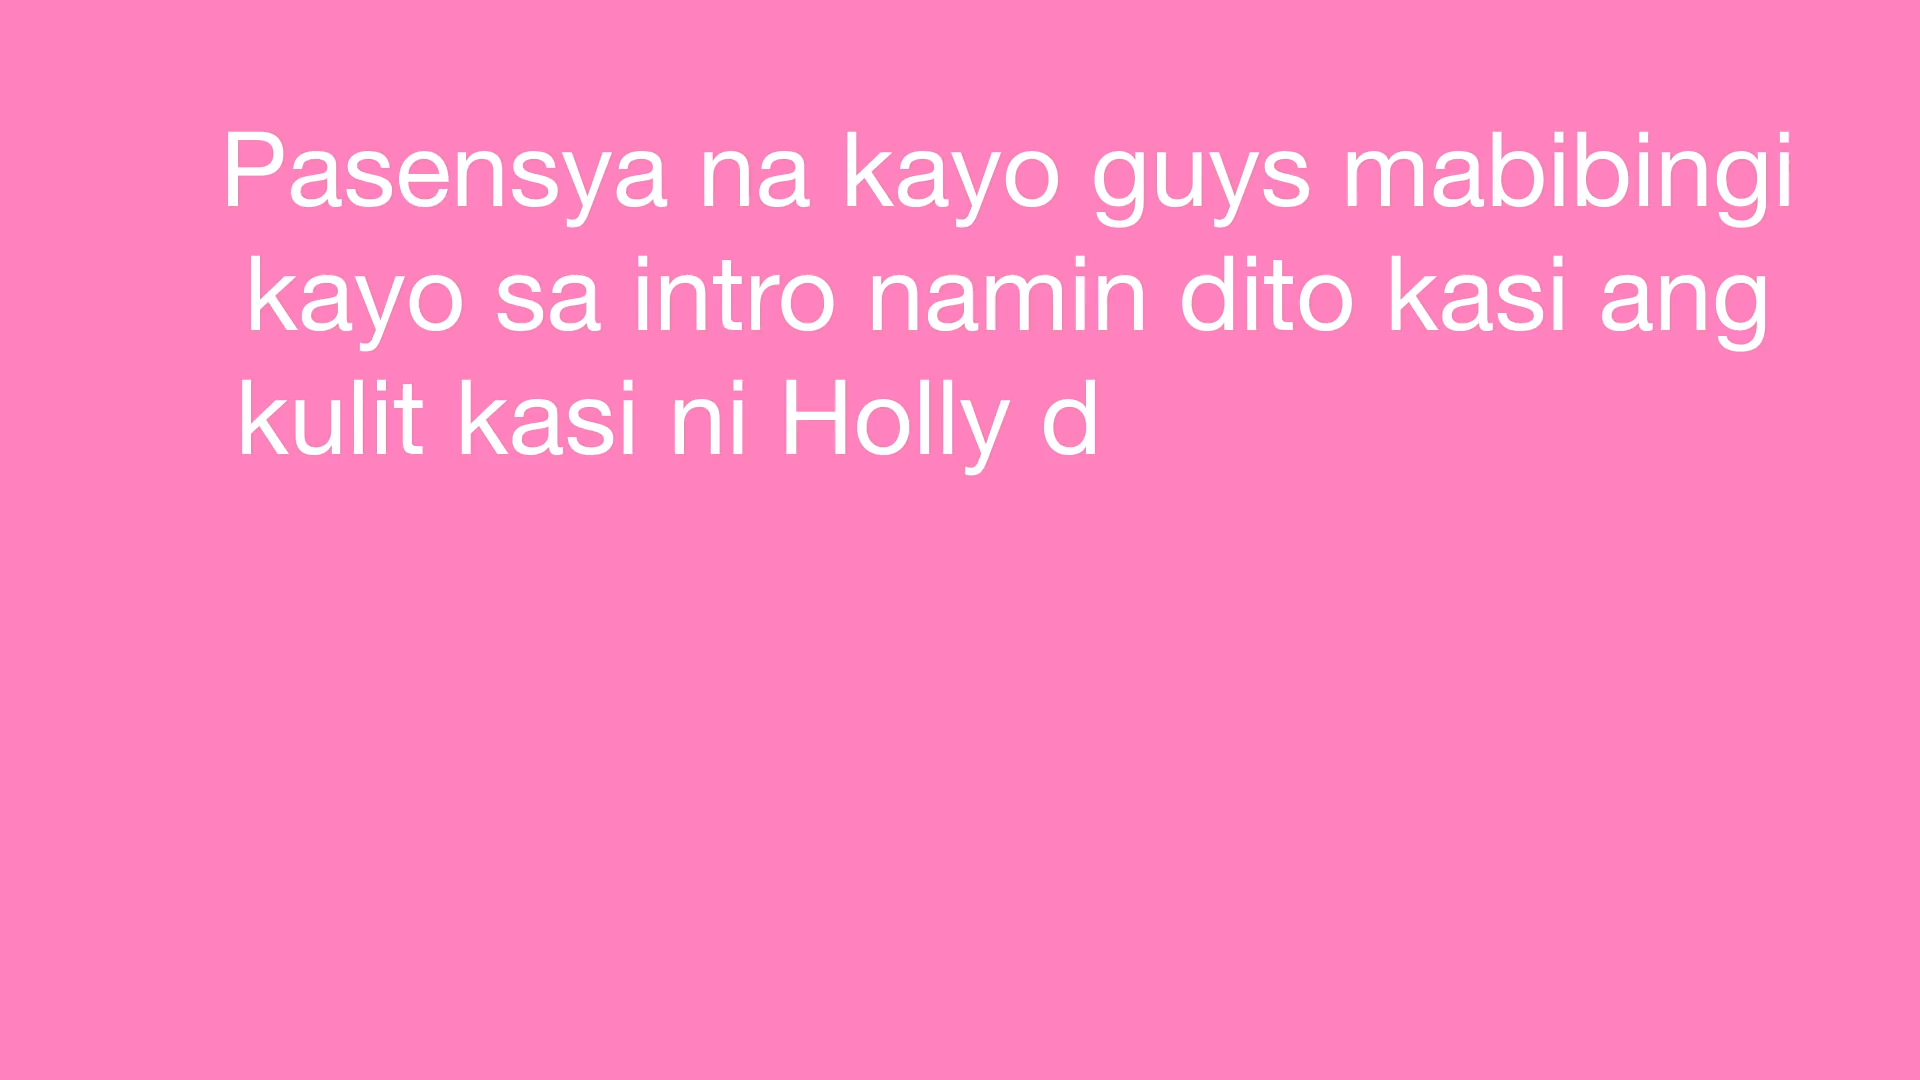 Pasensya na kayo guys mabibingi
kayo sa intro namin dito kasi ang
kulit kasi ni Holly d